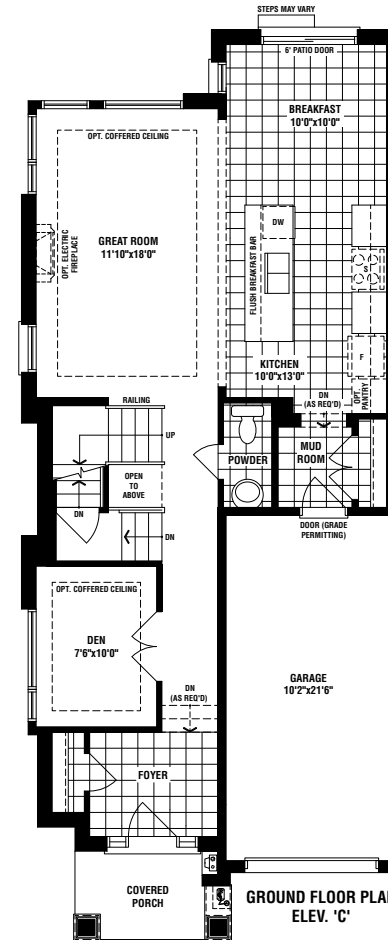 STEPS MAY VARY
6' PATIO DOOR
BREAKFAST
10'0"x10'0"
OPT. COFFERED CEILING
DW
GREAT ROOM
11'10"x18'0"
OPT. ELECTRIC
FIREPLACE
FLUSH BREAKFAST BAR
S
KITCHEN
10'0"x13'0"
F
OPT.
PANTRY
DN
(AS REQ'D)
RAILING
UP
POWDER
MUD
ROOM
OPEN
TO
ABOVE
DN
DN
DOOR (GRADE
PERMITTING)
OPT. COFFERED CEILING
DEN
7'6"x10'0"
DN
(AS REQ'D)
GARAGE
10'2"x21'6"
FOYER
COVERED
PORCH
GROUND FLOOR PLA
ELEV. 'C'